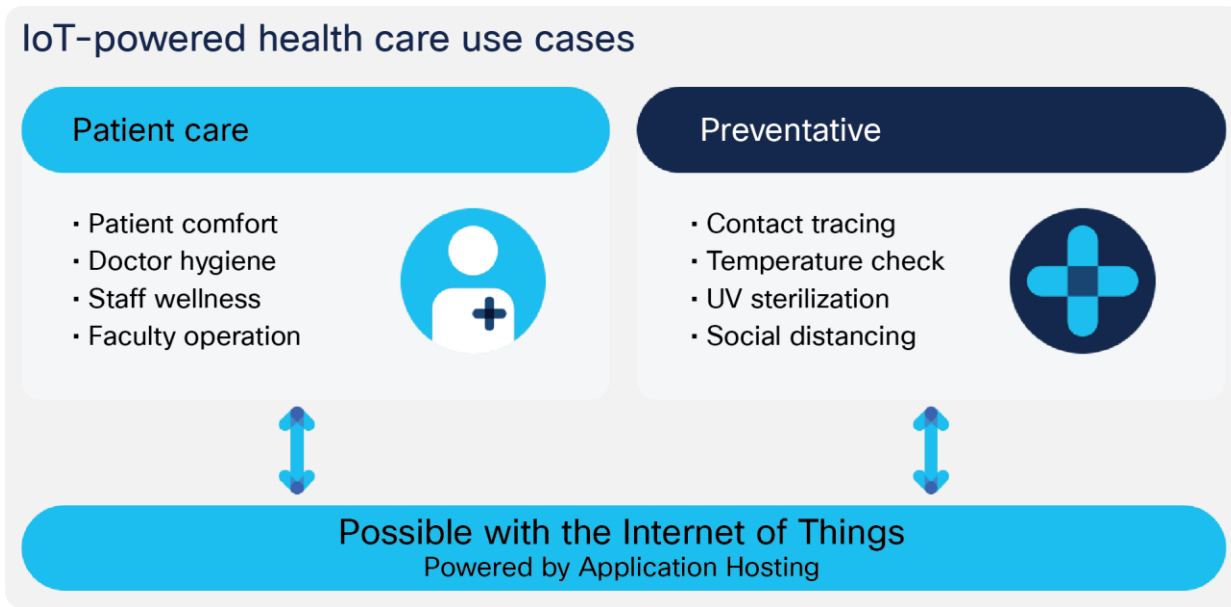 IoT-powered health care use cases
Patient care
· Patient comfort
· Doctor hygiene
· Staff wellness
· Faculty operation
Preventative
· Contact tracing
· Temperature check
· UV sterilization
· Social distancing
Possible with the Internet of Things
Powered by Application Hosting